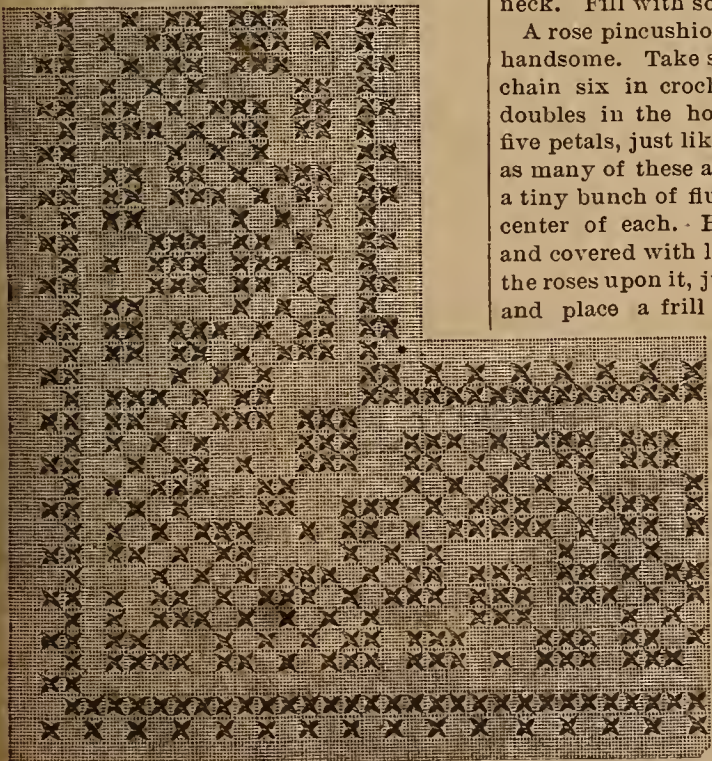 neck. Fill with so
A rose pincushio
handsome. Take s
chain six in croch
doubles in the ho
five petals, just lik
as many of these a
a tiny bunch of flu
center of each. E
and covered with l
the roses upon it, j
and place a frill